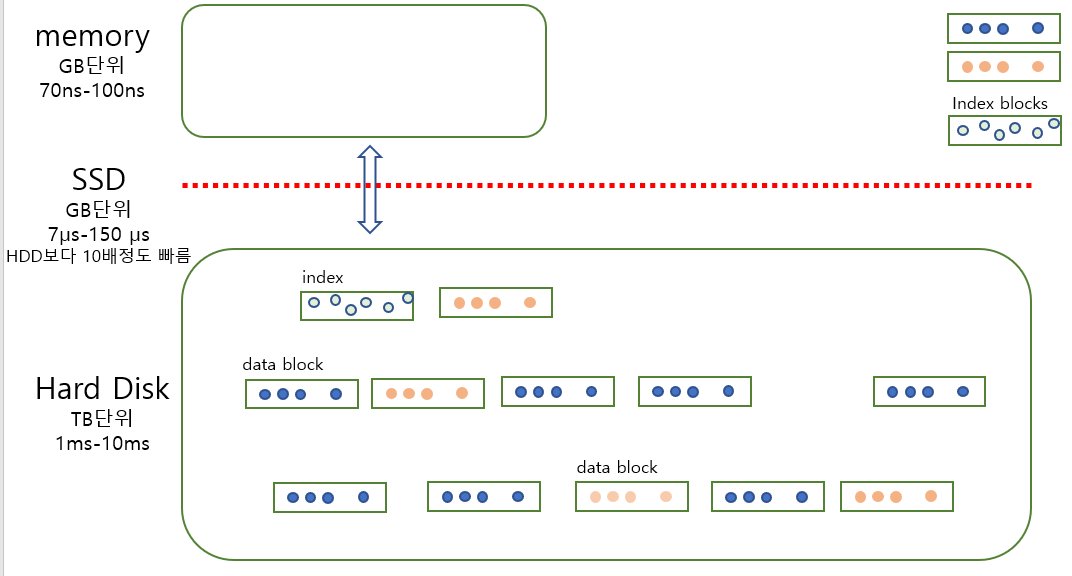 memory
GB단위
70ns-100ns
Index blocks
SSD
GB단위
7μs-150 μs
HDD보다 10배정도 빠름
index
data block
Hard Disk
TB단위
1ms-10ms
data block